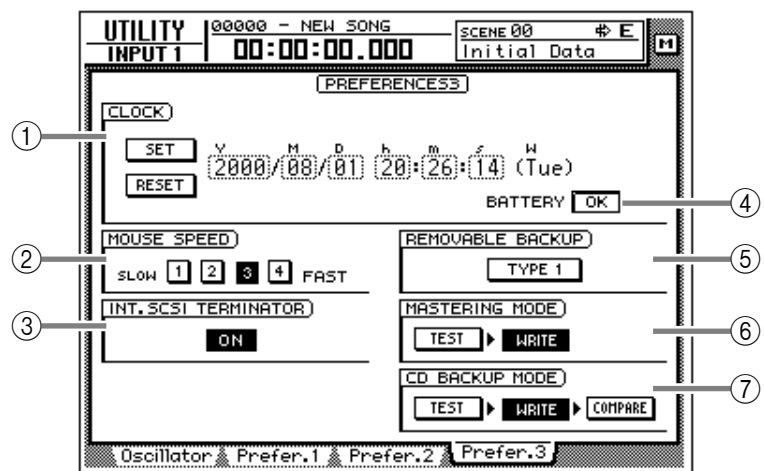 UTILITY
INPUT 1
00000 - NEW SONG
00:00:00.000
SCENE 00 E
Initial Data
M
PREFERENCES3
CLOCK
①
SET
RESET
Y M D h m s W
2000/08/01 20:26:14 (Tue)
BATTERY OK
④
MOUSE SPEED
②
SLOW 1 2 3 4 FAST
REMOVABLE BACKUP
⑤
TYPE 1
INT.SCSI TERMINATOR
③
ON
MASTERING MODE
⑥
TEST WRITE
CD BACKUP MODE
⑦
TEST WRITE COMPARE
Oscillator Prefer.1 Prefer.2 Prefer.3